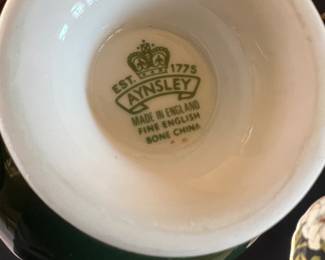 EST. 1775
AYNSLEY
MADE IN ENGLAND
FINE ENGLISH
BONE CHINA